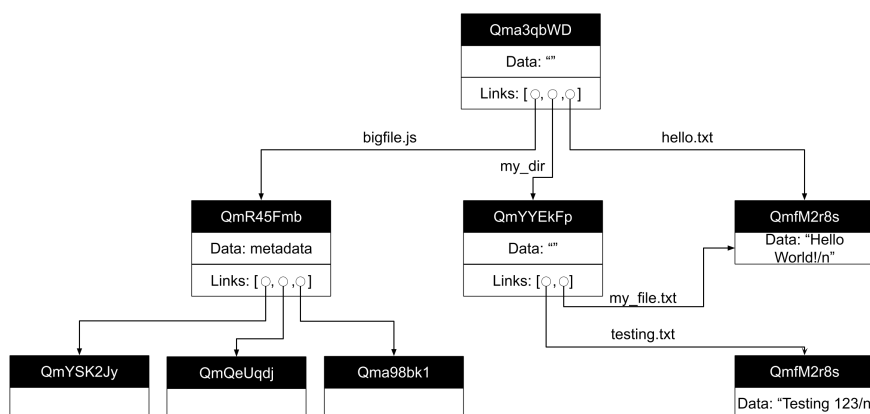 Qma3qbWD
Data: “”
Links: [ , , ]
bigfile.js
my_dir
hello.txt
QmR45Fmb
Data: metadata
Links: [ , , ]
QmYYEkFp
Data: “”
Links: [ , ]
QmfM2r8s
Data: “Hello
World!/n”
my_file.txt
testing.txt
QmYSK2Jy
QmQeUqdj
Qma98bk1
QmfM2r8s
Data: “Testing 123/n